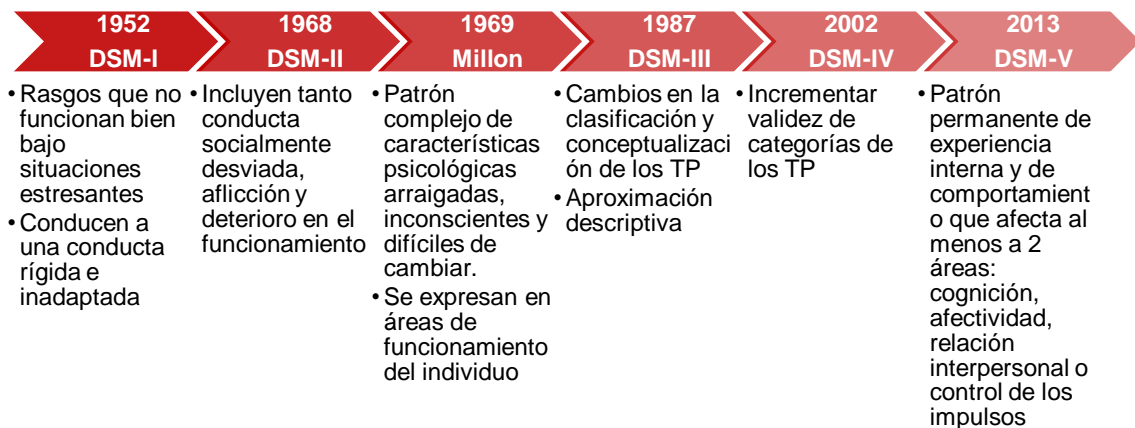 1952
DSM-I
1968
DSM-II
1969
Millon
1987
DSM-III
2002
DSM-IV
2013
DSM-V
• Rasgos que no
funcionan bien
bajo
situaciones
estresantes
• Conducen a
una conducta
rígida e
inadaptada
• Incluyen tanto
conducta
socialmente
desviada,
aflicción y
deterioro en el
funcionamiento
• Patrón
complejo de
características
psicológicas
arraigadas,
inconscientes y
difíciles de
cambiar.
• Se expresan en
áreas de
funcionamiento
del individuo
• Cambios en la
clasificación y
conceptualizaci
ón de los TP
• Aproximación
descriptiva
• Incrementar
validez de
categorías de
los TP
• Patrón
permanente de
experiencia
interna y de
comportamient
o que afecta al
menos a 2
áreas:
cognición,
afectividad,
relación
interpersonal o
control de los
impulsos